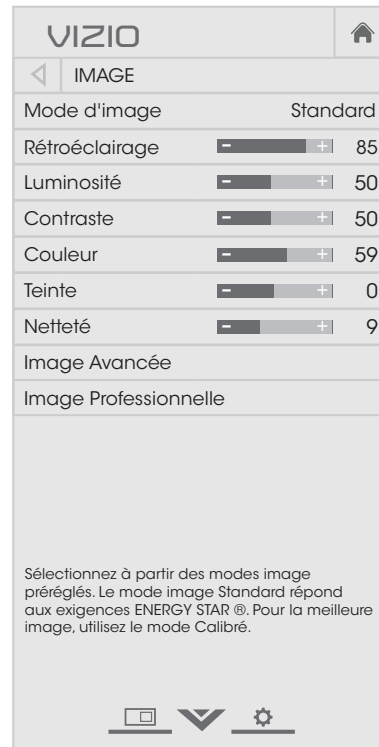 VIZIO
IMAGE
Mode d'image Standard
Rétroéclairage - + 85
Luminosité - + 50
Contraste - + 50
Couleur - + 59
Teinte - + 0
Netteté - + 9
Image Avancée
Image Professionnelle
Sélectionnez à partir des modes image
préréglés. Le mode image Standard répond
aux exigences ENERGY STAR ®. Pour la meilleure
image, utilisez le mode Calibré.